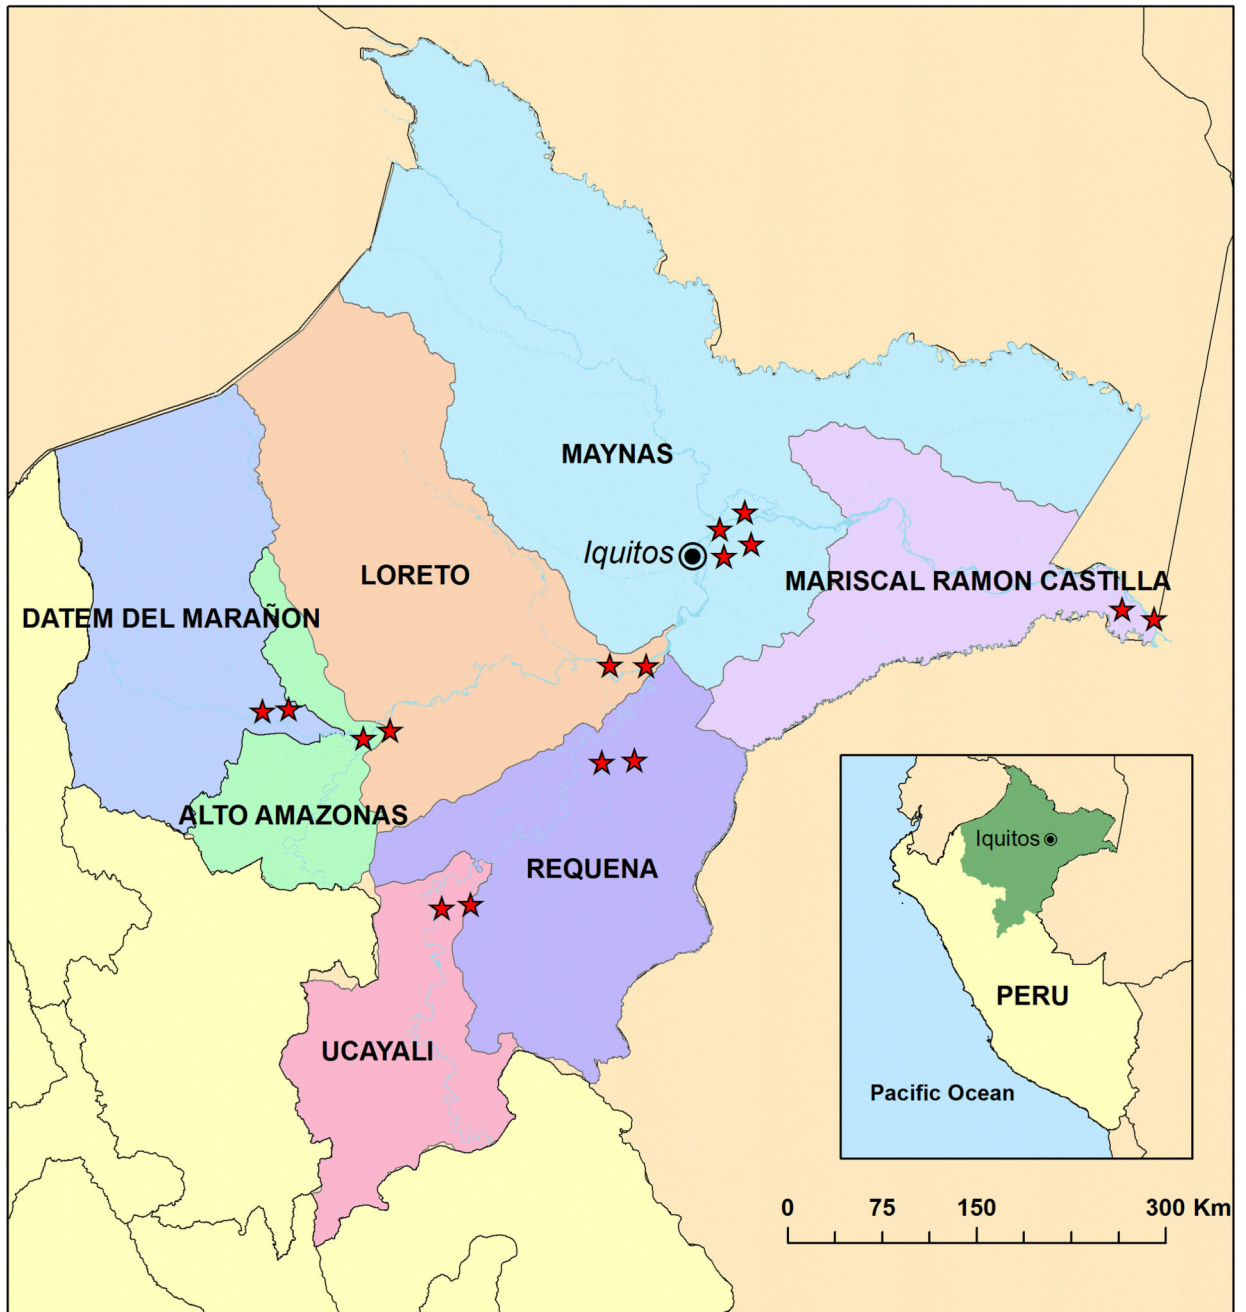 MAYNAS
Iquitos
LORETO
MARISCAL RAMON CASTILLA
DATEM DEL MARAÑON
ALTO AMAZONAS
REQUENA
UCAYALI
Iquitos
PERU
Pacific Ocean
0 75 150 300 Km